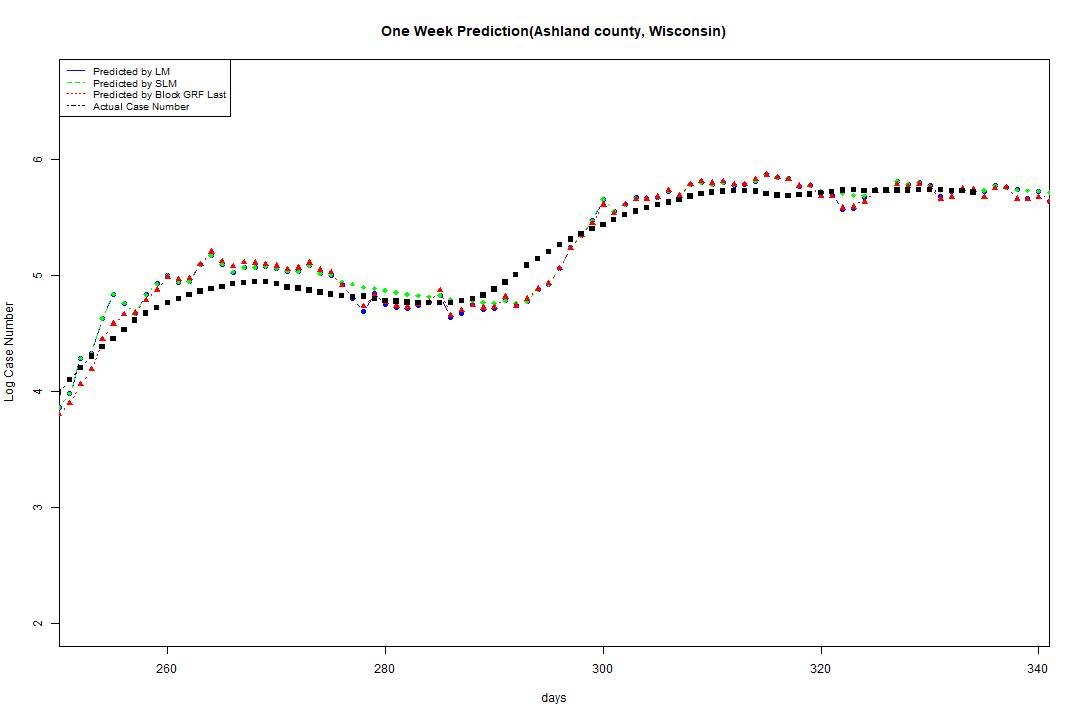 One Week Prediction(Ashland county, Wisconsin)
Predicted by LM
Predicted by SLM
Predicted by Block GRF Last
Actual Case Number
6
5
4
3
2
Log Case Number
260 280 300 320 340
days